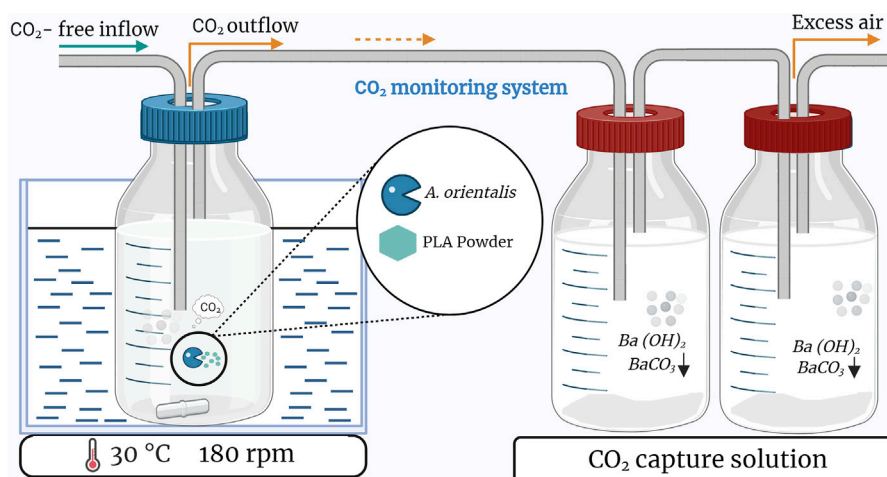 CO₂- free inflow
CO₂ outflow
Excess air
CO₂ monitoring system
A. orientalis
PLA Powder
CO₂
Ba (OH)₂
BaCO₃
Ba (OH)₂
BaCO₃
30 °C 180 rpm
CO₂ capture solution